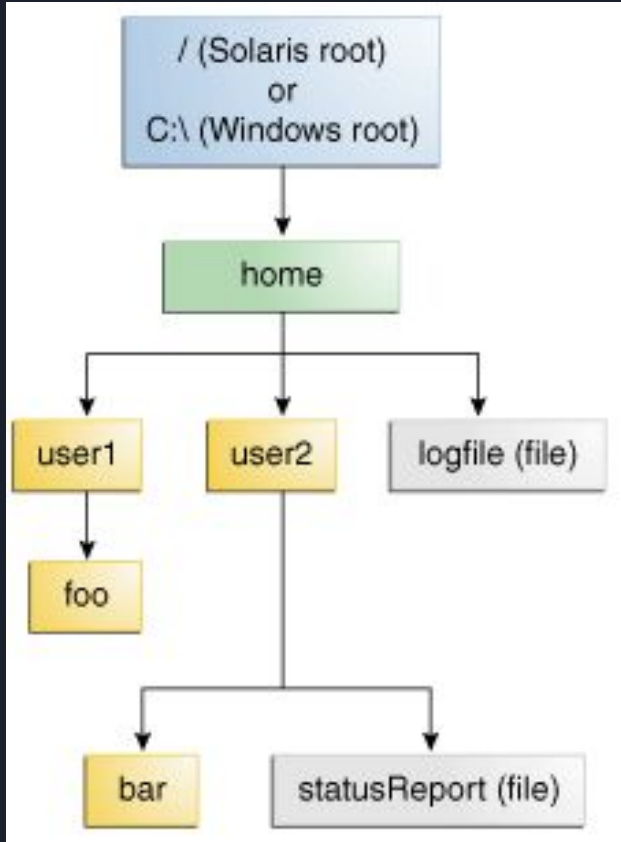 / (Solaris root)
or
C:\ (Windows root)
home
user1
user2
logfile (file)
foo
bar
statusReport (file)